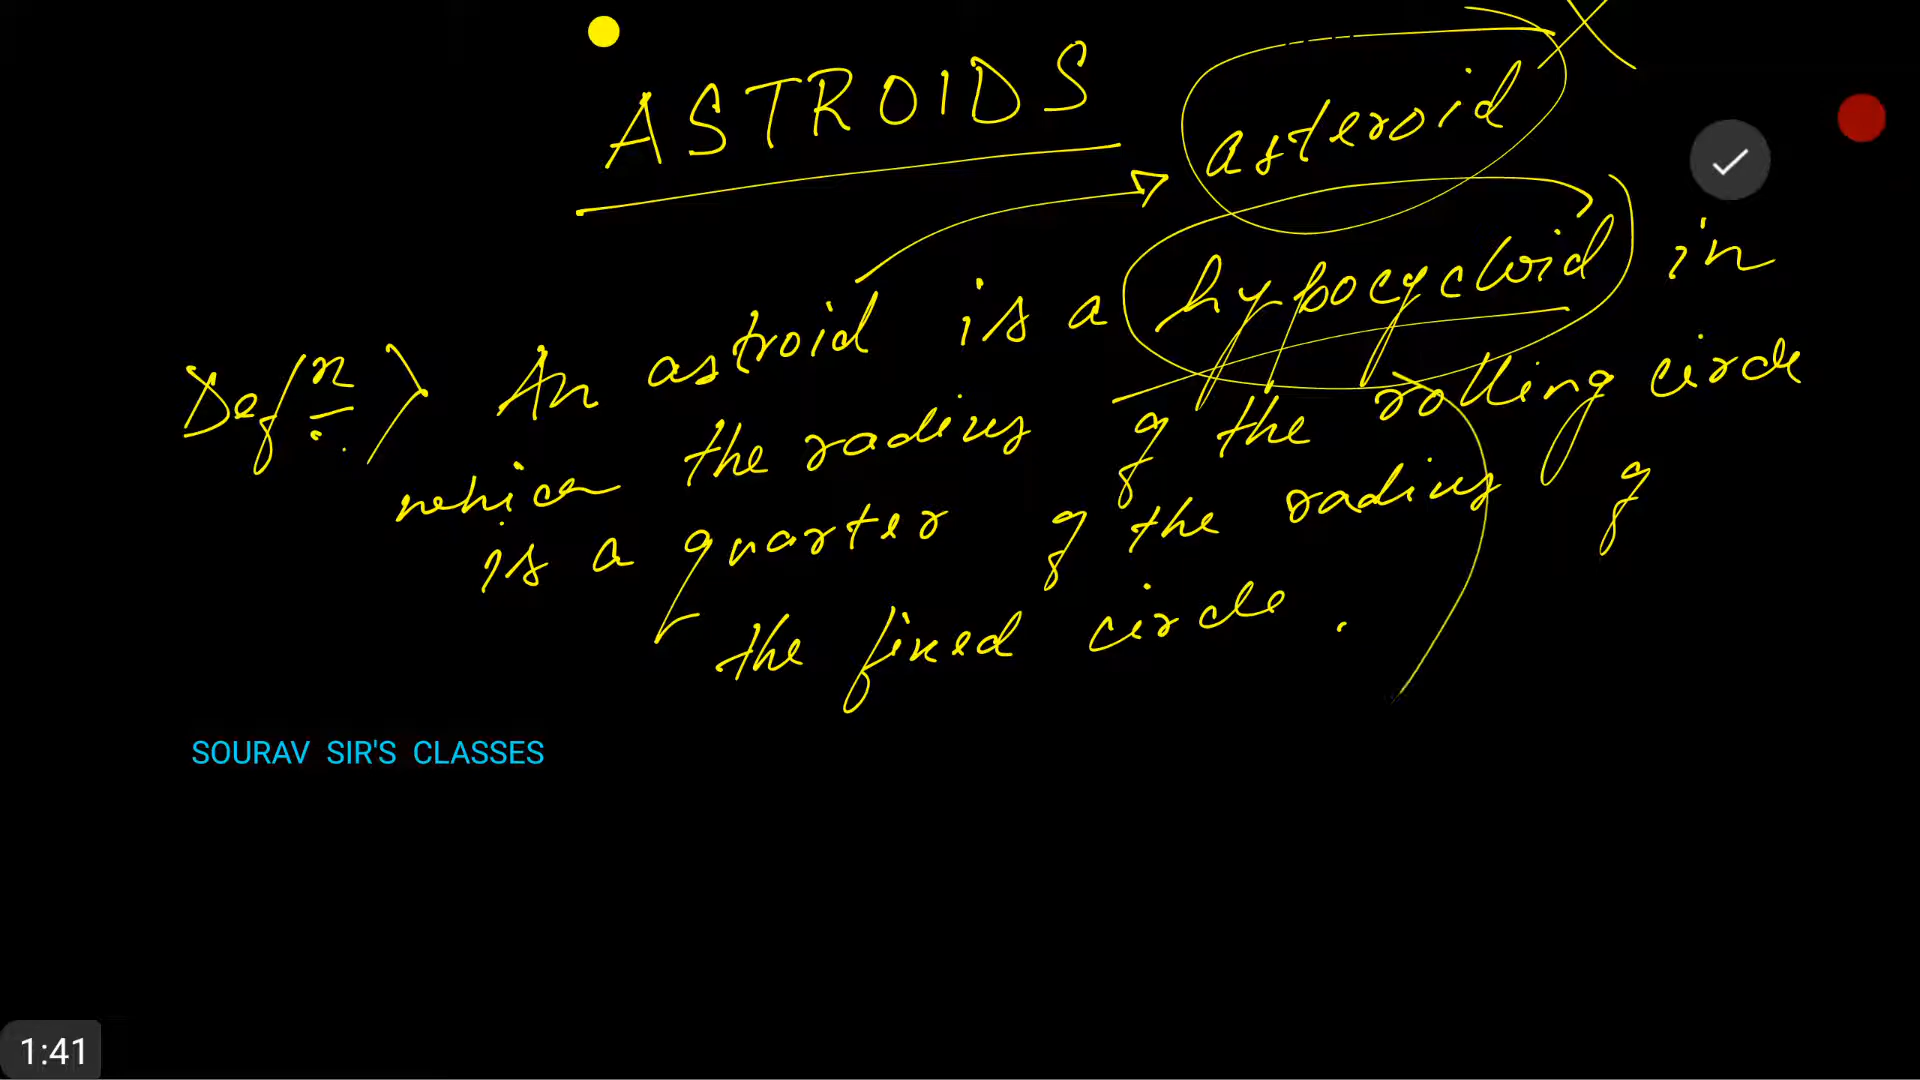 ASTROIDS
asteroid
Defn) An astroid is a hypocycloid in
which the radius of the rolling circle
is a quarter of the radius of
the fixed circle.
SOURAV SIR'S CLASSES
1:41